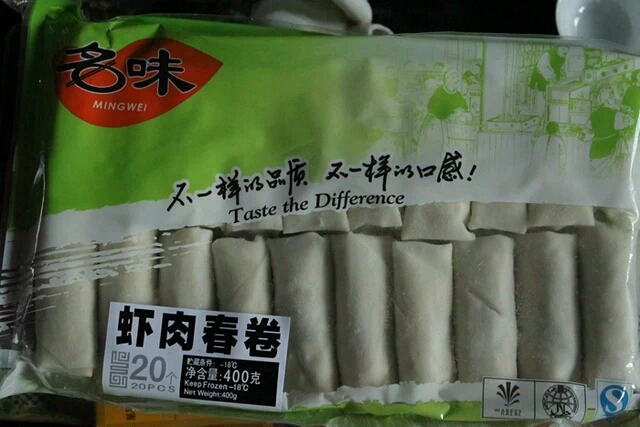 名味
MINGWEI
不一样的品质 不一样的口感!
Taste the Difference
虾肉春卷
20个
20PCS
贮藏条件: -18℃
净含量:400克
Keep Frozen-18℃
Net Weight:400g